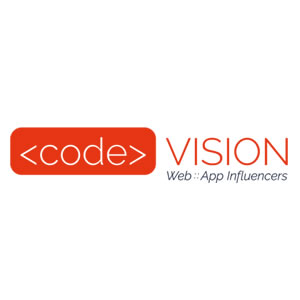 <code> VISION
Web :: App Influencers